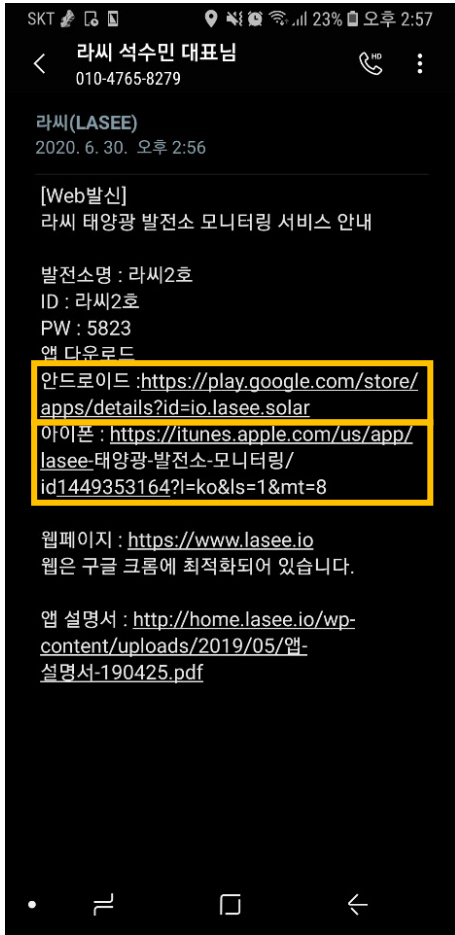 SKT 23% 오후 2:57
라씨 석수민 대표님
010-4765-8279
HD
라씨(LASEE)
2020. 6. 30. 오후 2:56
[Web발신]
라씨 태양광 발전소 모니터링 서비스 안내
발전소명 : 라씨2호
ID : 라씨2호
PW : 5823
앱 다운로드
안드로이드 :https://play.google.com/store/
apps/details?id=io.lasee.solar
아이폰 : https://itunes.apple.com/us/app/
lasee-태양광-발전소-모니터링/
id1449353164?l=ko&ls=1&mt=8
웹페이지 : https://www.lasee.io
웹은 구글 크롬에 최적화되어 있습니다.
앱 설명서 : http://home.lasee.io/wp-
content/uploads/2019/05/앱-
설명서-190425.pdf